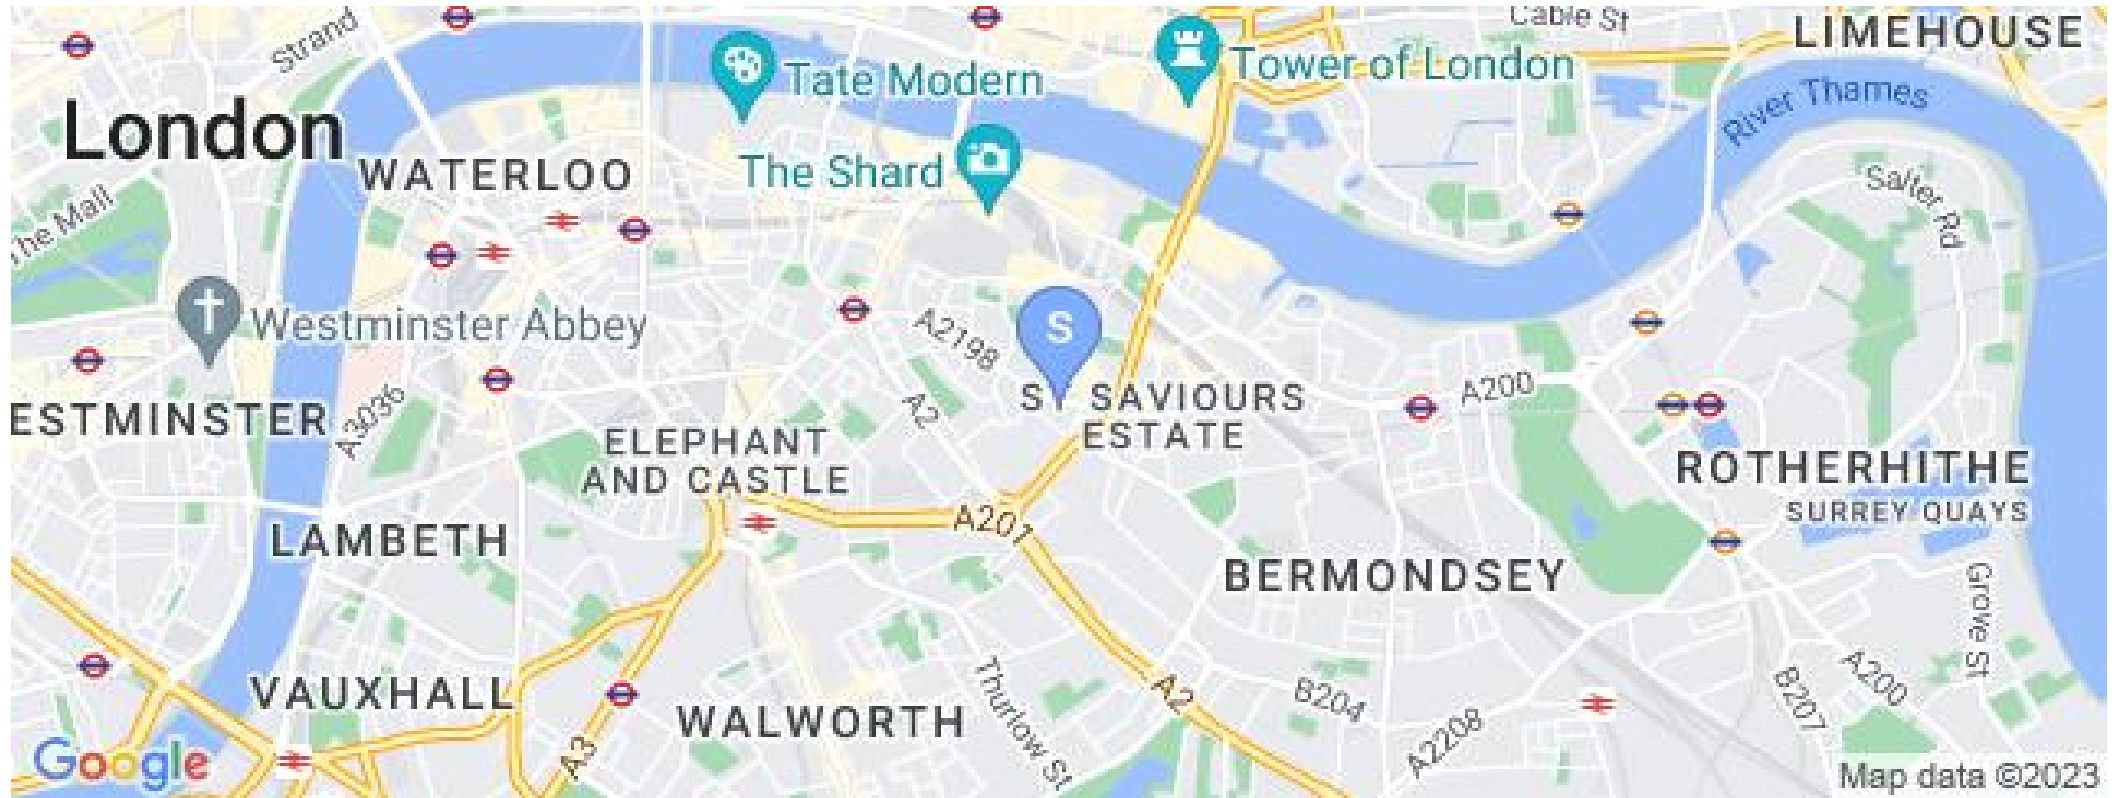 Strand
Cable St
LIMEHOUSE
Tate Modern
Tower of London
River Thames
London
WATERLOO
The Shard
Salter Rd
The Mall
Westminster Abbey
A2198
S
A3036
ST SAVIOURS
ESTATE
A200
A2
ESTMINSTER
ELEPHANT
AND CASTLE
ROTHERHITHE
SURREY QUAYS
A201
LAMBETH
BERMONDSEY
Grove St
VAUXHALL
WALWORTH
Thurlow St
A2
B204
A2208
B207
A200
A3
Google
Map data ©2023